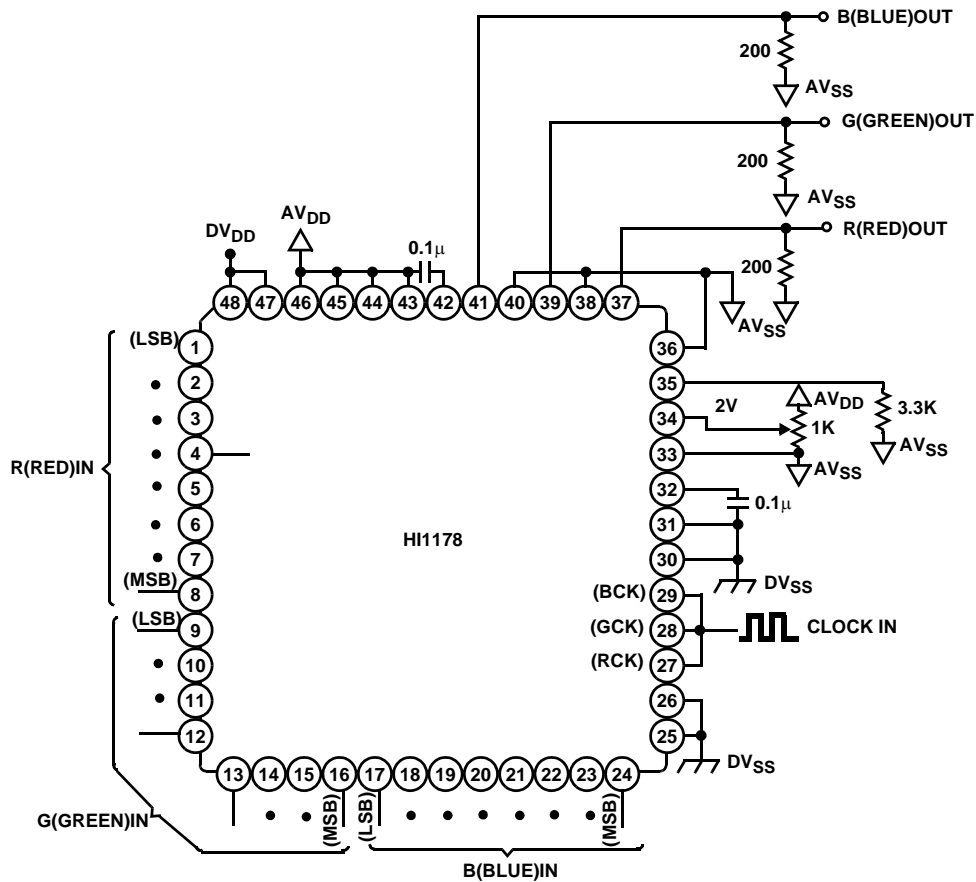 B(BLUE)OUT
200
AVSS
G(GREEN)OUT
200
AVSS
R(RED)OUT
200
AVSS
DVDD
AVDD
0.1µ
48 47 46 45 44 43 42 41 40 39 38 37
(LSB) 1
2
3
4
5
6
7
(MSB) 8
R(RED)IN
(LSB) 9
10
11
12
G(GREEN)IN
HI1178
36
35
34
33
32
31
30
(BCK) 29
(GCK) 28
(RCK) 27
26
25
2V
AVDD
1K
AVSS
3.3K
AVSS
0.1µ
DVSS
CLOCK IN
DVSS
13 14 15 16 17 18 19 20 21 22 23 24
(MSB)
(LSB)
(MSB)
B(BLUE)IN